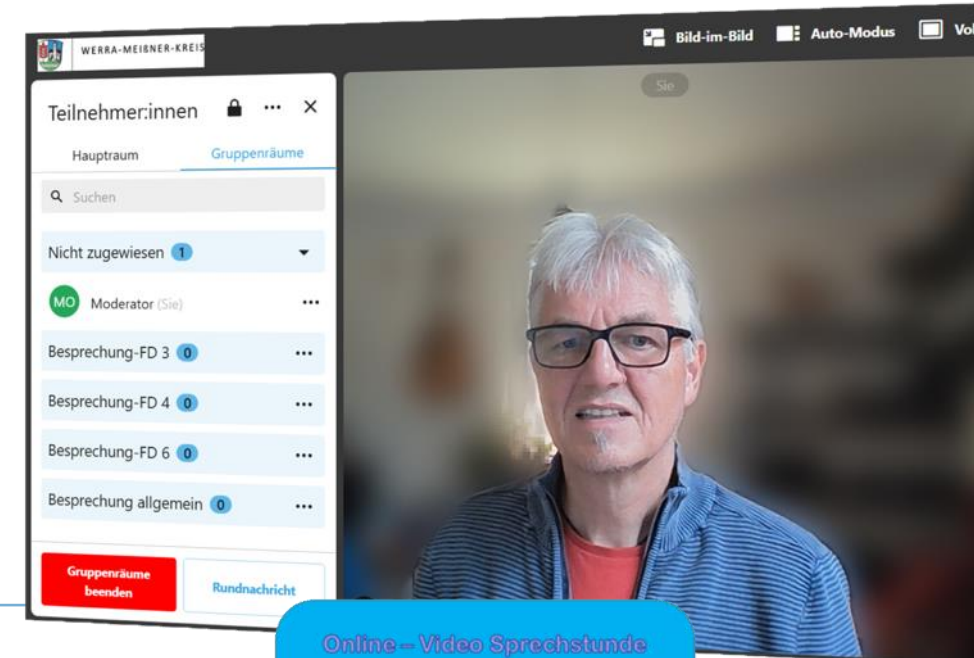 WERRA-MEIßNER-KREIS
Bild-im-Bild
Auto-Modus
Sie
Teilnehmer:innen
Hauptraum
Gruppenräume
Suchen
Nicht zugewiesen 1
MO Moderator (Sie)
Besprechung-FD 3 0
Besprechung-FD 4 0
Besprechung-FD 6 0
Besprechung allgemein 0
Gruppenräume
beenden
Rundnachricht
Online – Video Sprechstunde